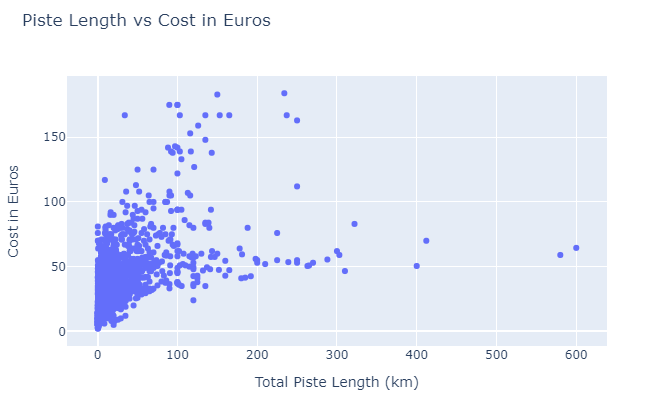 Piste Length vs Cost in Euros
150
100
50
0
Cost in Euros
0 100 200 300 400 500 600
Total Piste Length (km)